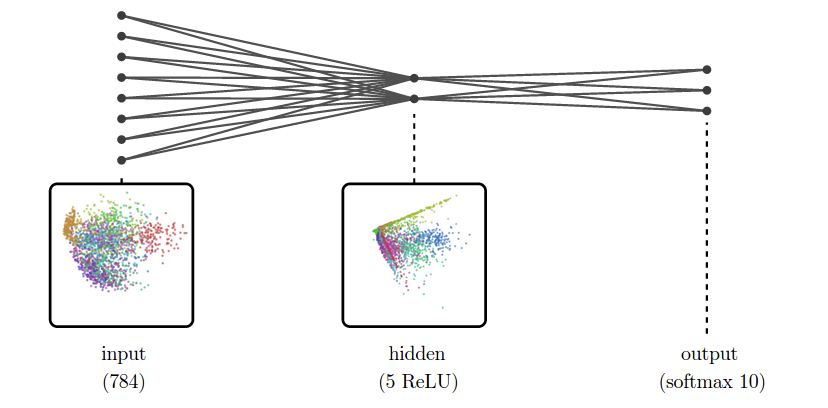 input
(784)
hidden
(5 ReLU)
output
(softmax 10)